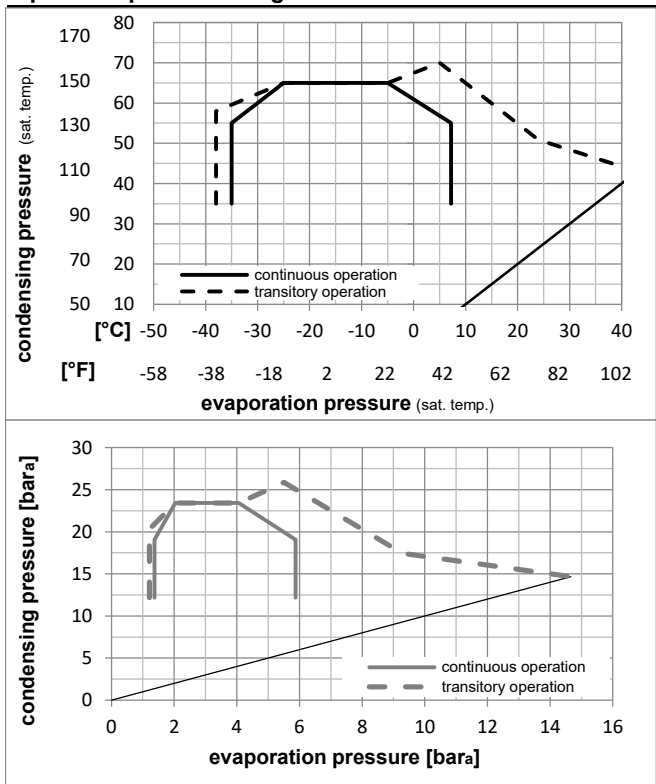 condensing pressure (sat. temp.)
170
150
130
110
90
70
50
80
70
60
50
40
30
20
10
continuous operation
transitory operation
[°C] -50 -40 -30 -20 -10 0 10 20 30 40
[°F] -58 -38 -18 2 22 42 62 82 102
evaporation pressure (sat. temp.)
condensing pressure [bara]
30
25
20
15
10
5
0
continuous operation
transitory operation
0 2 4 6 8 10 12 14 16
evaporation pressure [bara]